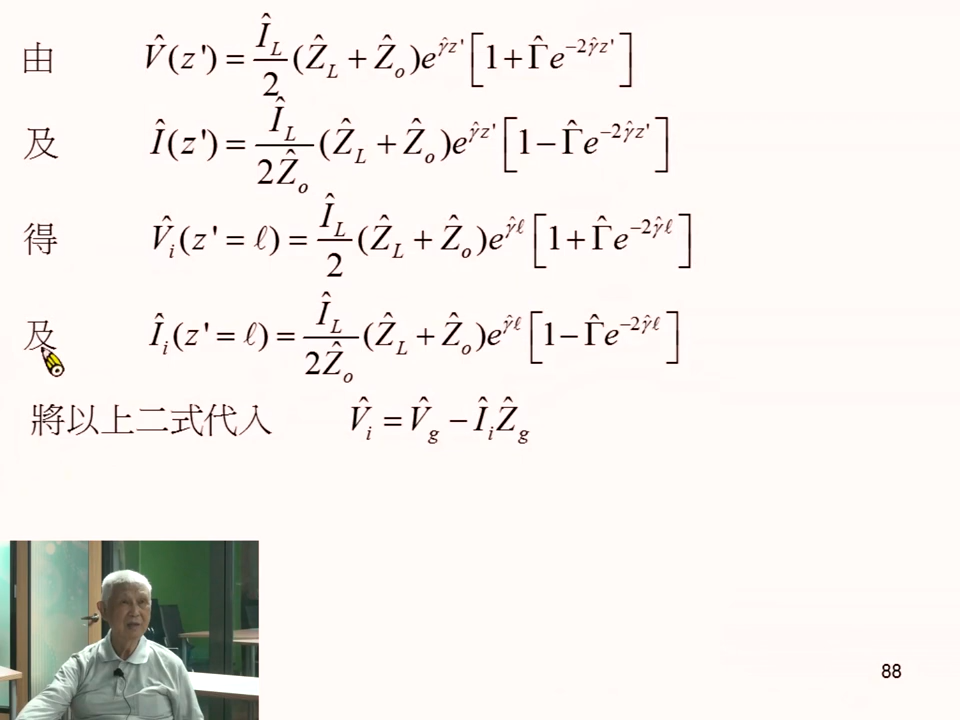 由 V̂(z') = Î_L/2 (Ẑ_L + Ẑ_o)e^{γ̂z'} [1 + Γ̂e^{−2γ̂z'}]
及 Î(z') = Î_L/2Ẑ_o (Ẑ_L + Ẑ_o)e^{γ̂z'} [1 − Γ̂e^{−2γ̂z'}]
得 V̂_i(z' = ℓ) = Î_L/2 (Ẑ_L + Ẑ_o)e^{γ̂ℓ} [1 + Γ̂e^{−2γ̂ℓ}]
及 Î_i(z' = ℓ) = Î_L/2Ẑ_o (Ẑ_L + Ẑ_o)e^{γ̂ℓ} [1 − Γ̂e^{−2γ̂ℓ}]
將以上二式代入 V̂_i = V̂_g − Î_iẐ_g
88